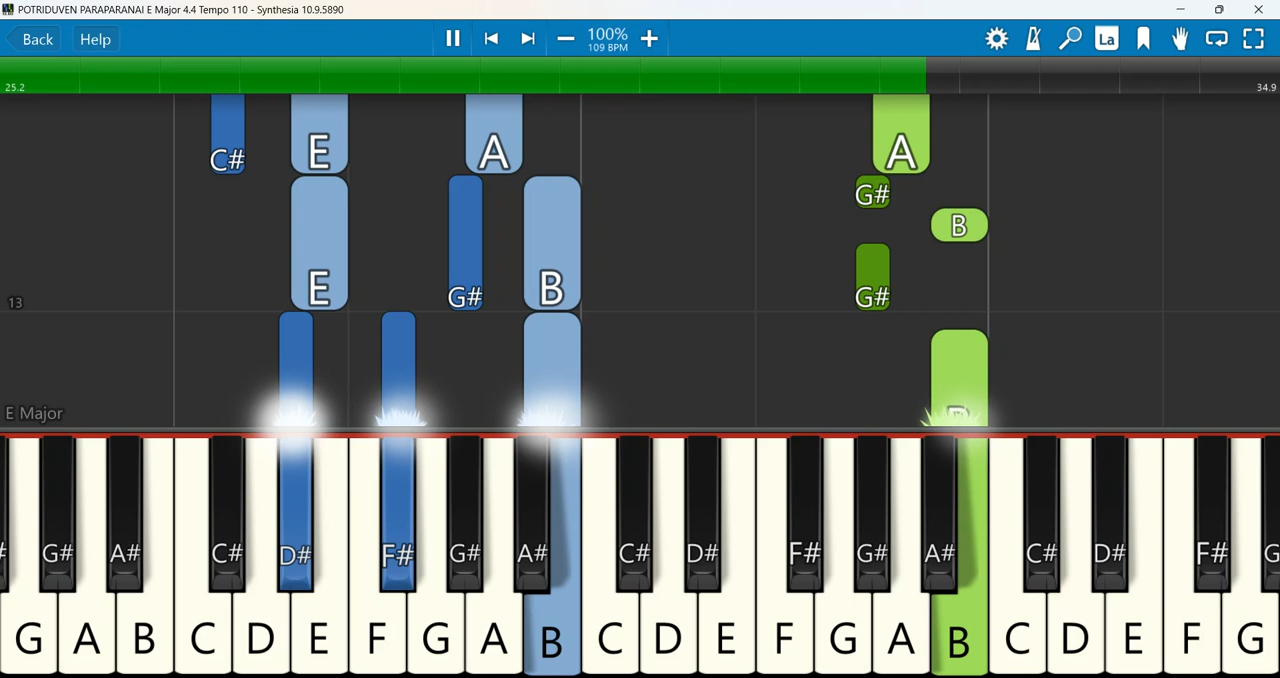 POTRIDUVEN PARAPARANAI E Major 4.4 Tempo 110 - Synthesia 10.9.5890
Back Help 100% La
109 BPM
25.2 34.9
C# E A A
G#
B
E G# B G#
13
E Major
B
G# A# C# D# F# G# A# C# D# F# G# A# C# D# F# G
G A B C D E F G A B C D E F G A B C D E F G